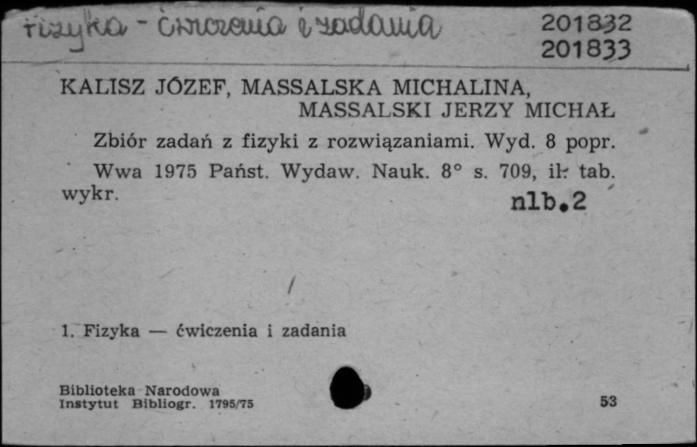 Fizyka - ćwiczenia i zadania 201832
201833
KALISZ JÓZEF, MASSALSKA MICHALINA,
MASSALSKI JERZY MICHAŁ
Zbiór zadań z fizyki z rozwiązaniami. Wyd. 8 popr.
Wwa 1975 Państ. Wydaw. Nauk. 8° s. 709, il. tab.
wykr.
nlb.2
1. Fizyka — ćwiczenia i zadania
Biblioteka Narodowa
Instytut Bibliogr. 1795/75
53